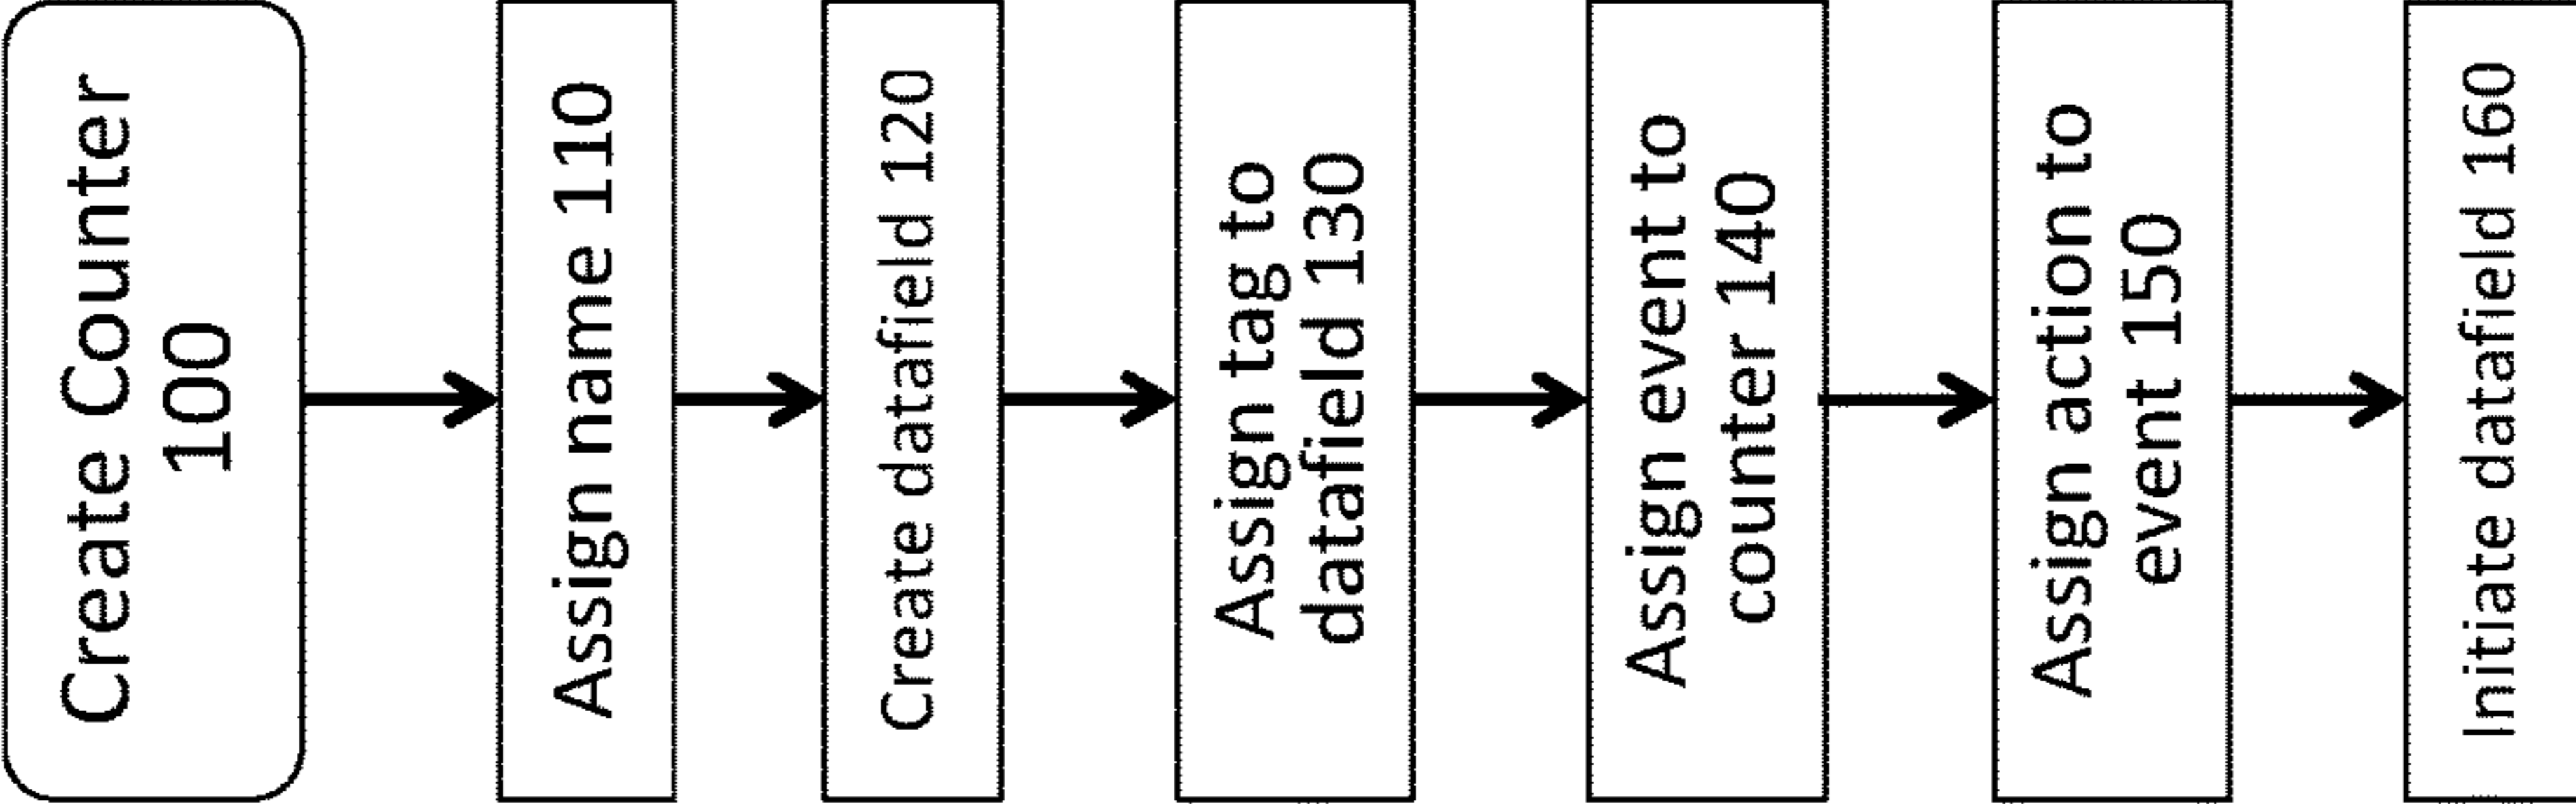 Create Counter
100
Assign name 110
Create datafield 120
Assign tag to
datafield 130
Assign event to
counter 140
Assign action to
event 150
Initiate datafield 160